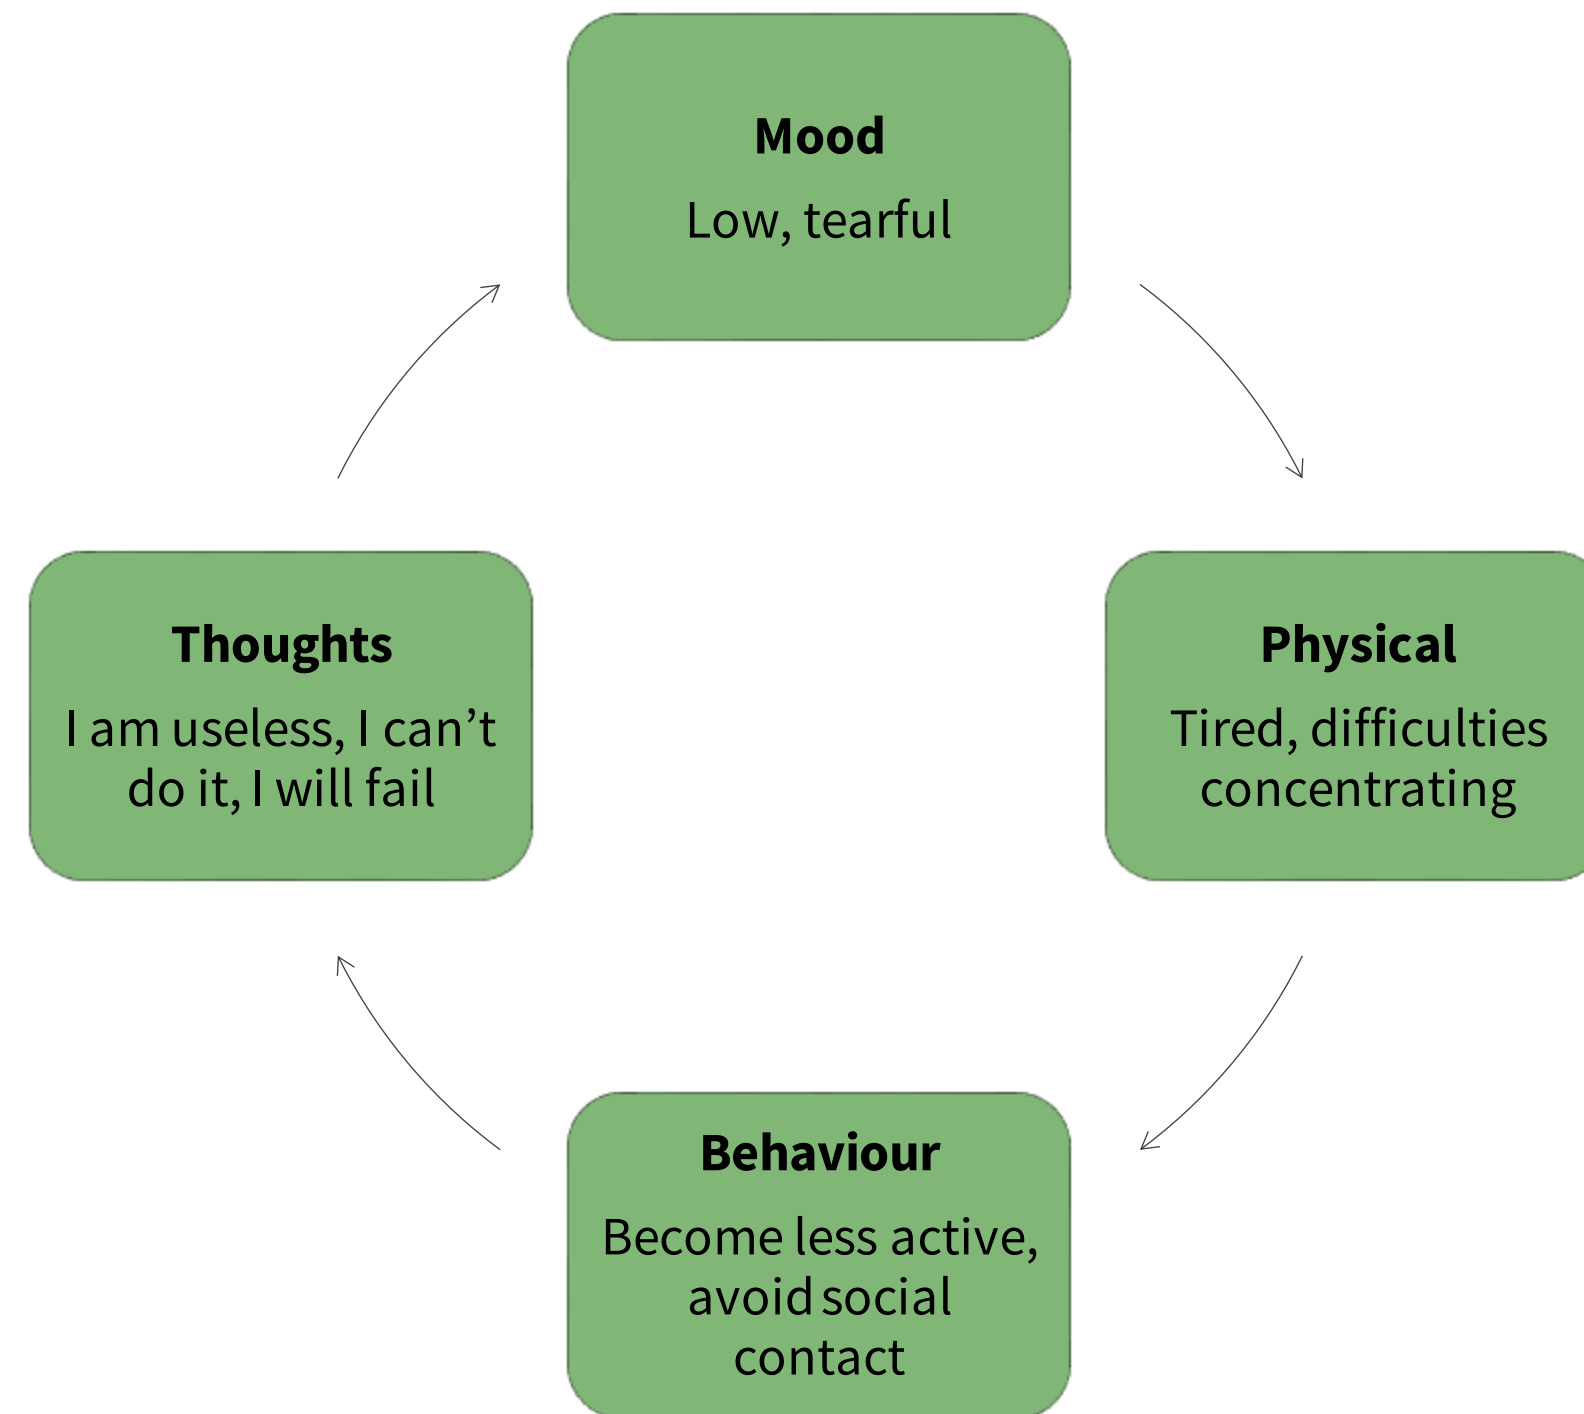 Mood
Low, tearful
Thoughts
I am useless, I can’t
do it, I will fail
Physical
Tired, difficulties
concentrating
Behaviour
Become less active,
avoid social
contact